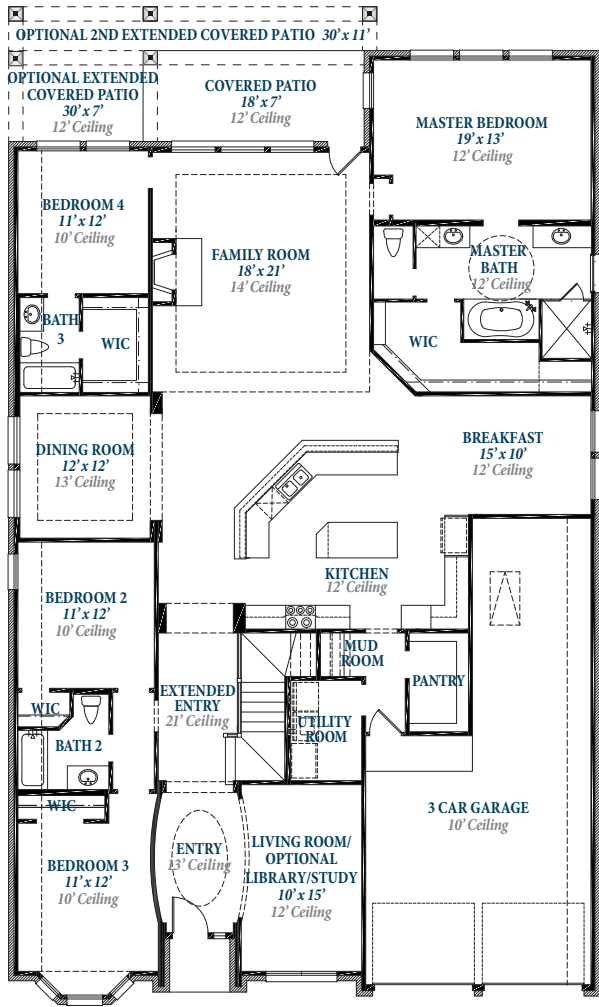 OPTIONAL 2ND EXTENDED COVERED PATIO 30' x 11'
OPTIONAL EXTENDED
COVERED PATIO
30' x 7'
12' Ceiling
COVERED PATIO
18' x 7'
12' Ceiling
MASTER BEDROOM
19' x 13'
12' Ceiling
BEDROOM 4
11' x 12'
10' Ceiling
FAMILY ROOM
18' x 21'
14' Ceiling
MASTER
BATH
12' Ceiling
BATH
3
WIC
WIC
DINING ROOM
12' x 12'
13' Ceiling
BREAKFAST
15' x 10'
12' Ceiling
KITCHEN
12' Ceiling
BEDROOM 2
11' x 12'
10' Ceiling
MUD
ROOM
PANTRY
EXTENDED
ENTRY
21' Ceiling
WIC
UTILITY
ROOM
BATH 2
WIC
3 CAR GARAGE
10' Ceiling
ENTRY
13' Ceiling
LIVING ROOM/
OPTIONAL
LIBRARY/STUDY
10' x 15'
12' Ceiling
BEDROOM 3
11' x 12'
10' Ceiling